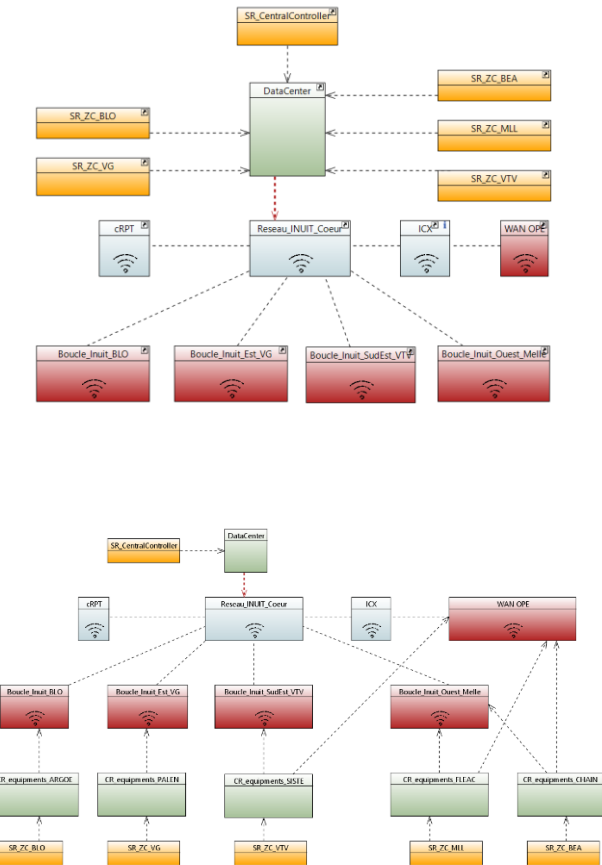 SR_CentralController
DataCenter
SR_ZC_BEA
SR_ZC_BLO
SR_ZC_MLL
SR_ZC_VG
SR_ZC_VTV
cRPT
Reseau_INUIT_Coeur
ICX
WAN OPE
Boucle_Inuit_BLO
Boucle_Inuit_Est_VG
Boucle_Inuit_SudEst_VTV
Boucle_Inuit_Ouest_Melle
DataCenter
SR_CentralController
cRPT
Reseau_INUIT_Coeur
ICX
WAN OPE
Boucle_Inuit_BLO
Boucle_Inuit_Est_VG
Boucle_Inuit_SudEst_VTV
Boucle_Inuit_Ouest_Melle
CR_equipments_ARGOE
CR_equipments_PALEN
CR_equipments_SISTE
CR_equipments_FLEAC
CR_equipments_CHAIN
SR_ZC_BLO
SR_ZC_VG
SR_ZC_VTV
SR_ZC_MLL
SR_ZC_BEA